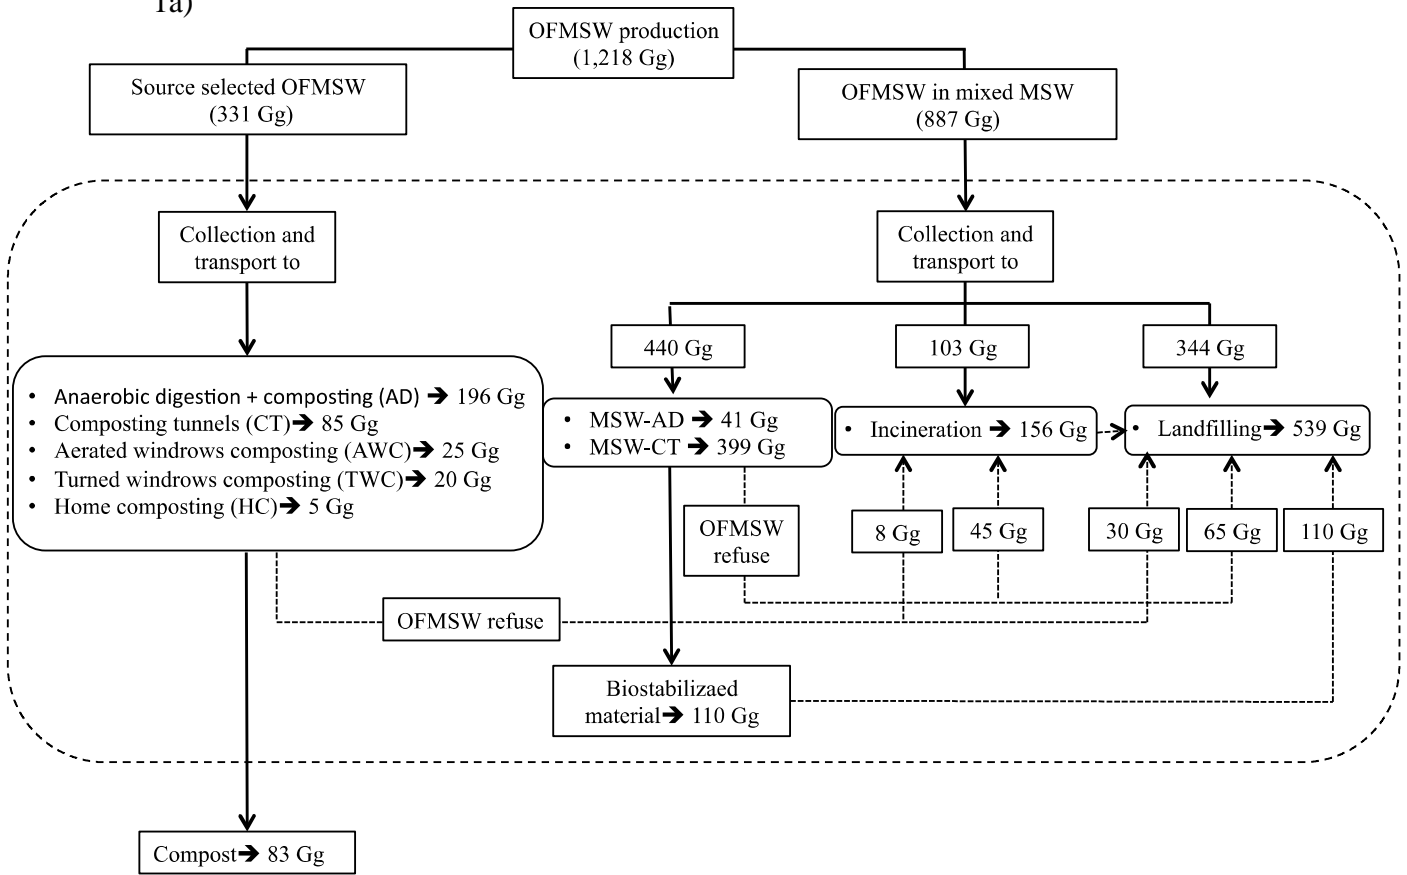 1a)
OFMSW production
(1,218 Gg)
Source selected OFMSW
(331 Gg)
OFMSW in mixed MSW
(887 Gg)
Collection and
transport to
Collection and
transport to
440 Gg
103 Gg
344 Gg
• Anaerobic digestion + composting (AD) ➔ 196 Gg
• Composting tunnels (CT)➔ 85 Gg
• Aerated windrows composting (AWC)➔ 25 Gg
• Turned windrows composting (TWC)➔ 20 Gg
• Home composting (HC)➔ 5 Gg
• MSW-AD ➔ 41 Gg
• MSW-CT ➔ 399 Gg
• Incineration ➔ 156 Gg
• Landfilling➔ 539 Gg
OFMSW
refuse
8 Gg
45 Gg
30 Gg
65 Gg
110 Gg
OFMSW refuse
Biostabilizaed
material➔ 110 Gg
Compost➔ 83 Gg